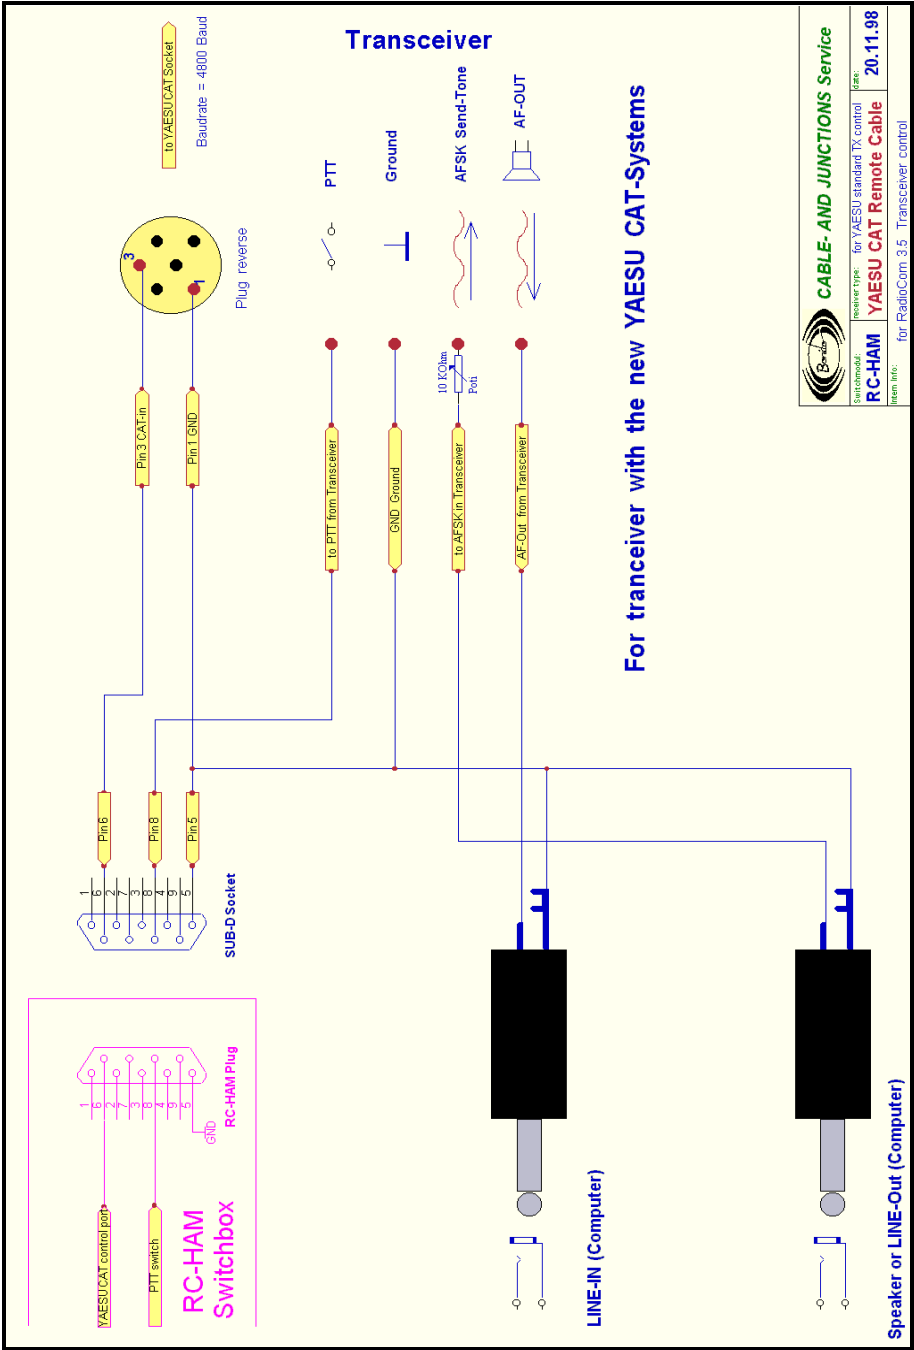 Transceiver
to YAESU CAT Socket
Baudrate = 4800 Baud
3
1
Plug reverse
PTT
Ground
AFSK Send-Tone
AF-OUT
10 KOhm
Poti
Pin 3 CAT-in
Pin 1 GND
to PTT from Transceiver
GND Ground
to AFSK in Transceiver
AF-Out from Transceiver
For tranceiver with the new YAESU CAT-Systems
Pin 6
Pin 8
Pin 5
1
6
2
7
3
8
4
9
5
SUB-D Socket
1
6
2
7
3
8
4
9
5
GND
RC-HAM Plug
YAESU CAT control port
PTT switch
RC-HAM
Switchbox
LINE-IN (Computer)
Speaker or LINE-Out (Computer)
Bonito
CABLE- AND JUNCTIONS Service
Switchmodul:
RC-HAM
receiver type:
for YAESU standard TX control
YAESU CAT Remote Cable
date:
20.11.98
Intern Info:
for RadioCom 3.5 Transceiver control